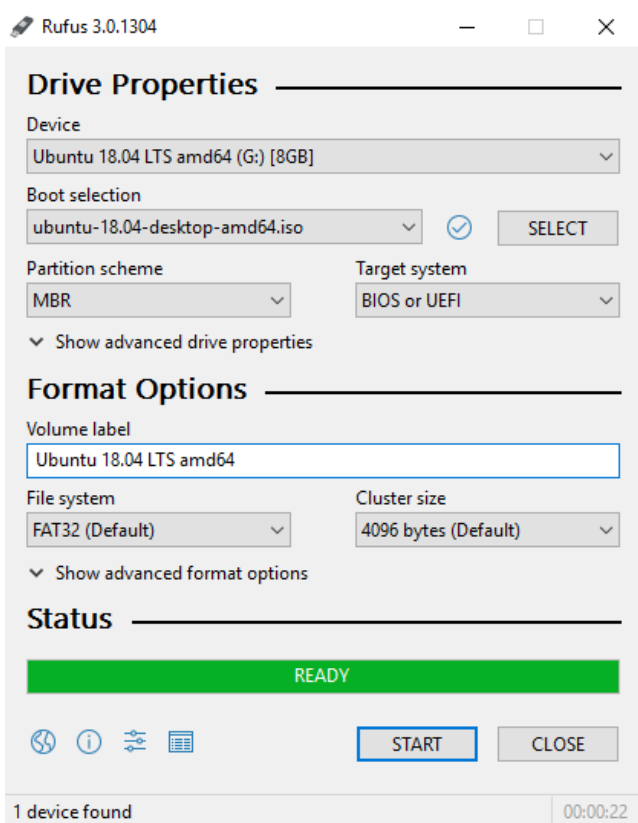 Rufus 3.0.1304
Drive Properties
Device
Ubuntu 18.04 LTS amd64 (G:) [8GB]
Boot selection
ubuntu-18.04-desktop-amd64.iso
SELECT
Partition scheme
Target system
MBR
BIOS or UEFI
Show advanced drive properties
Format Options
Volume label
Ubuntu 18.04 LTS amd64
File system
Cluster size
FAT32 (Default)
4096 bytes (Default)
Show advanced format options
Status
READY
START
CLOSE
1 device found
00:00:22